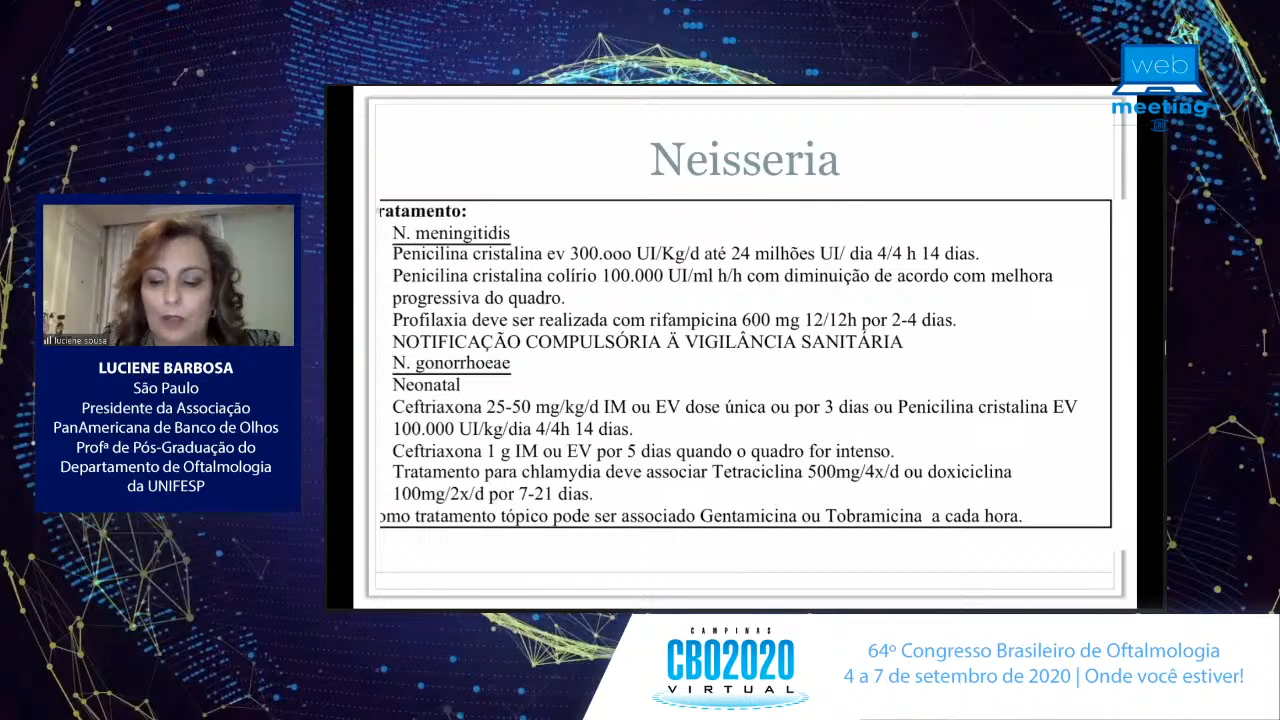 web
meeting
Neisseria
ratamento:
N. meningitidis
Penicilina cristalina ev 300.ooo UI/Kg/d até 24 milhões UI/ dia 4/4 h 14 dias.
Penicilina cristalina colírio 100.000 UI/ml h/h com diminuição de acordo com melhora
progressiva do quadro.
Profilaxia deve ser realizada com rifampicina 600 mg 12/12h por 2-4 dias.
NOTIFICAÇÃO COMPULSÓRIA Ä VIGILÂNCIA SANITÁRIA
N. gonorrhoeae
Neonatal
Ceftriaxona 25-50 mg/kg/d IM ou EV dose única ou por 3 dias ou Penicilina cristalina EV
100.000 UI/kg/dia 4/4h 14 dias.
Ceftriaxona 1 g IM ou EV por 5 dias quando o quadro for intenso.
Tratamento para chlamydia deve associar Tetraciclina 500mg/4x/d ou doxiciclina
100mg/2x/d por 7-21 dias.
omo tratamento tópico pode ser associado Gentamicina ou Tobramicina a cada hora.
luciene sousa
LUCIENE BARBOSA
São Paulo
Presidente da Associação
PanAmericana de Banco de Olhos
Profª de Pós-Graduação do
Departamento de Oftalmologia
da UNIFESP
CAMPINAS
CBO2020
VIRTUAL
64º Congresso Brasileiro de Oftalmologia
4 a 7 de setembro de 2020 | Onde você estiver!